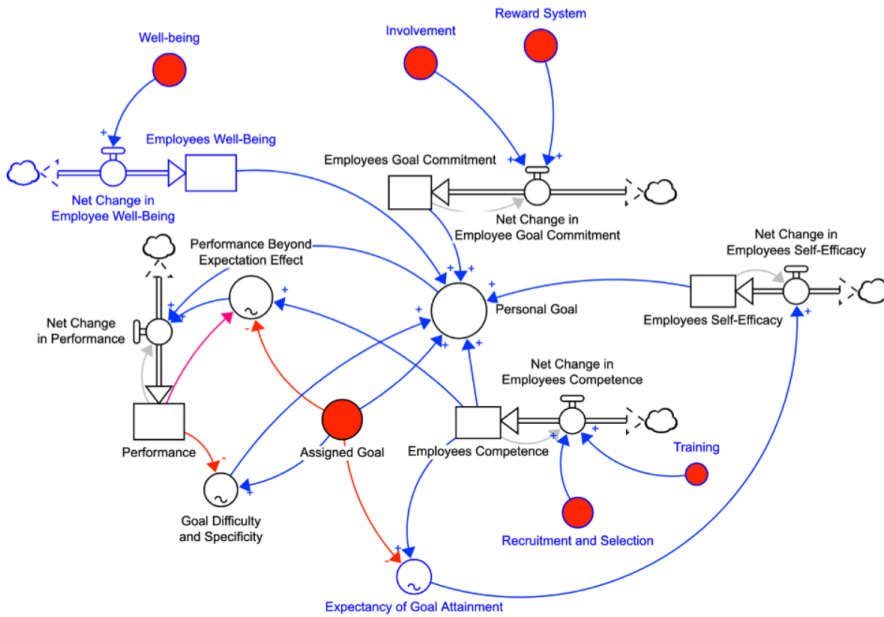 Reward System
Involvement
Well-being
+
+
+
Employees Well-Being
Employees Goal Commitment
Net Change in
Employee Well-Being
Net Change in
Employee Goal Commitment
Net Change in
Employees Self-Efficacy
Performance Beyond
Expectation Effect
+
+
+
+
+
+
+
Personal Goal
Employees Self-Efficacy
+
+
Net Change
in Performance
-
+
+
Net Change in
Employees Competence
+
+
Performance
Assigned Goal
Employees Competence
Training
-
+
Goal Difficulty
and Specificity
Recruitment and Selection
+
-
Expectancy of Goal Attainment